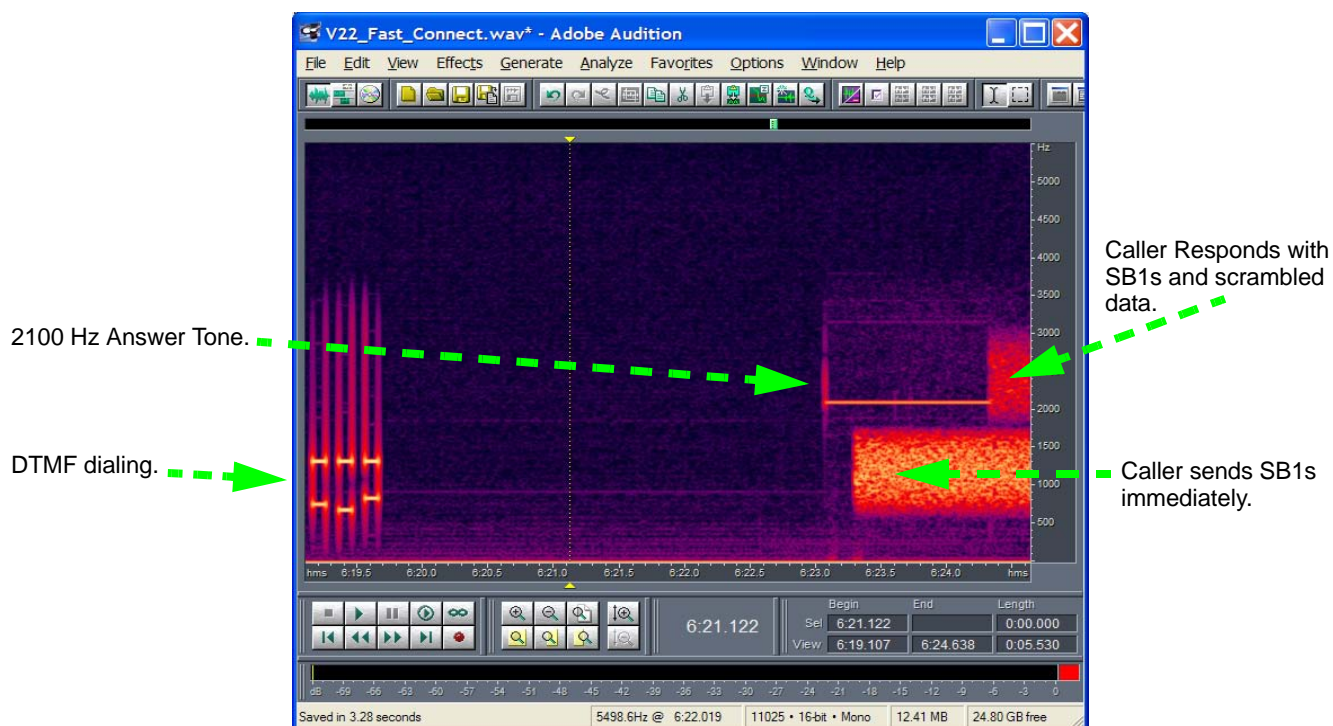 V22_Fast_Connect.wav* - Adobe Audition
File Edit View Effects Generate Analyze Favorites Options Window Help
Hz
5000
4500
4000
3500
3000
2000
1500
1000
500
2100 Hz Answer Tone.
DTMF dialing.
Caller Responds with
SB1s and scrambled
data.
Caller sends SB1s
immediately.
hms 6:19.5 6:20.0 6:20.5 6:21.0 6:21.5 6:22.0 6:22.5 6:23.0 6:23.5 6:24.0 hms
6:21.122
Begin End Length
Sel 6:21.122 0:00.000
View 6:19.107 6:24.638 0:05.530
dB -69 -66 -63 -60 -57 -54 -51 -48 -45 -42 -39 -36 -33 -30 -27 -24 -21 -18 -15 -12 -9 -6 -3 0
Saved in 3.28 seconds 5498.6Hz @ 6:22.019 11025 • 16-bit • Mono 12.41 MB 24.80 GB free